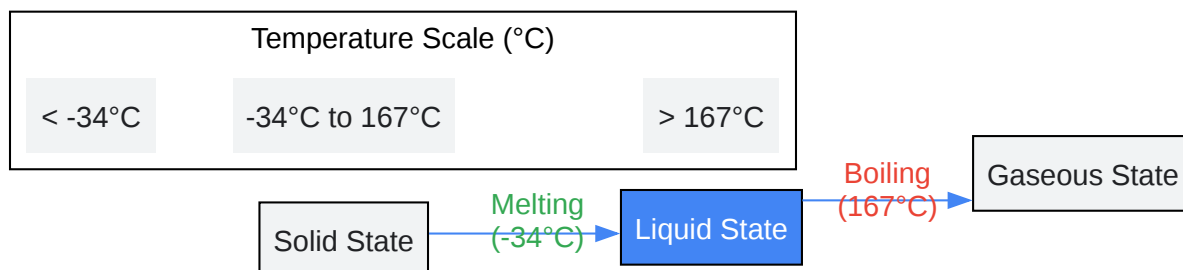 Temperature Scale (°C)
< -34°C
-34°C to 167°C
> 167°C
Boiling
(167°C)
Gaseous State
Melting
(-34°C)
Liquid State
Solid State